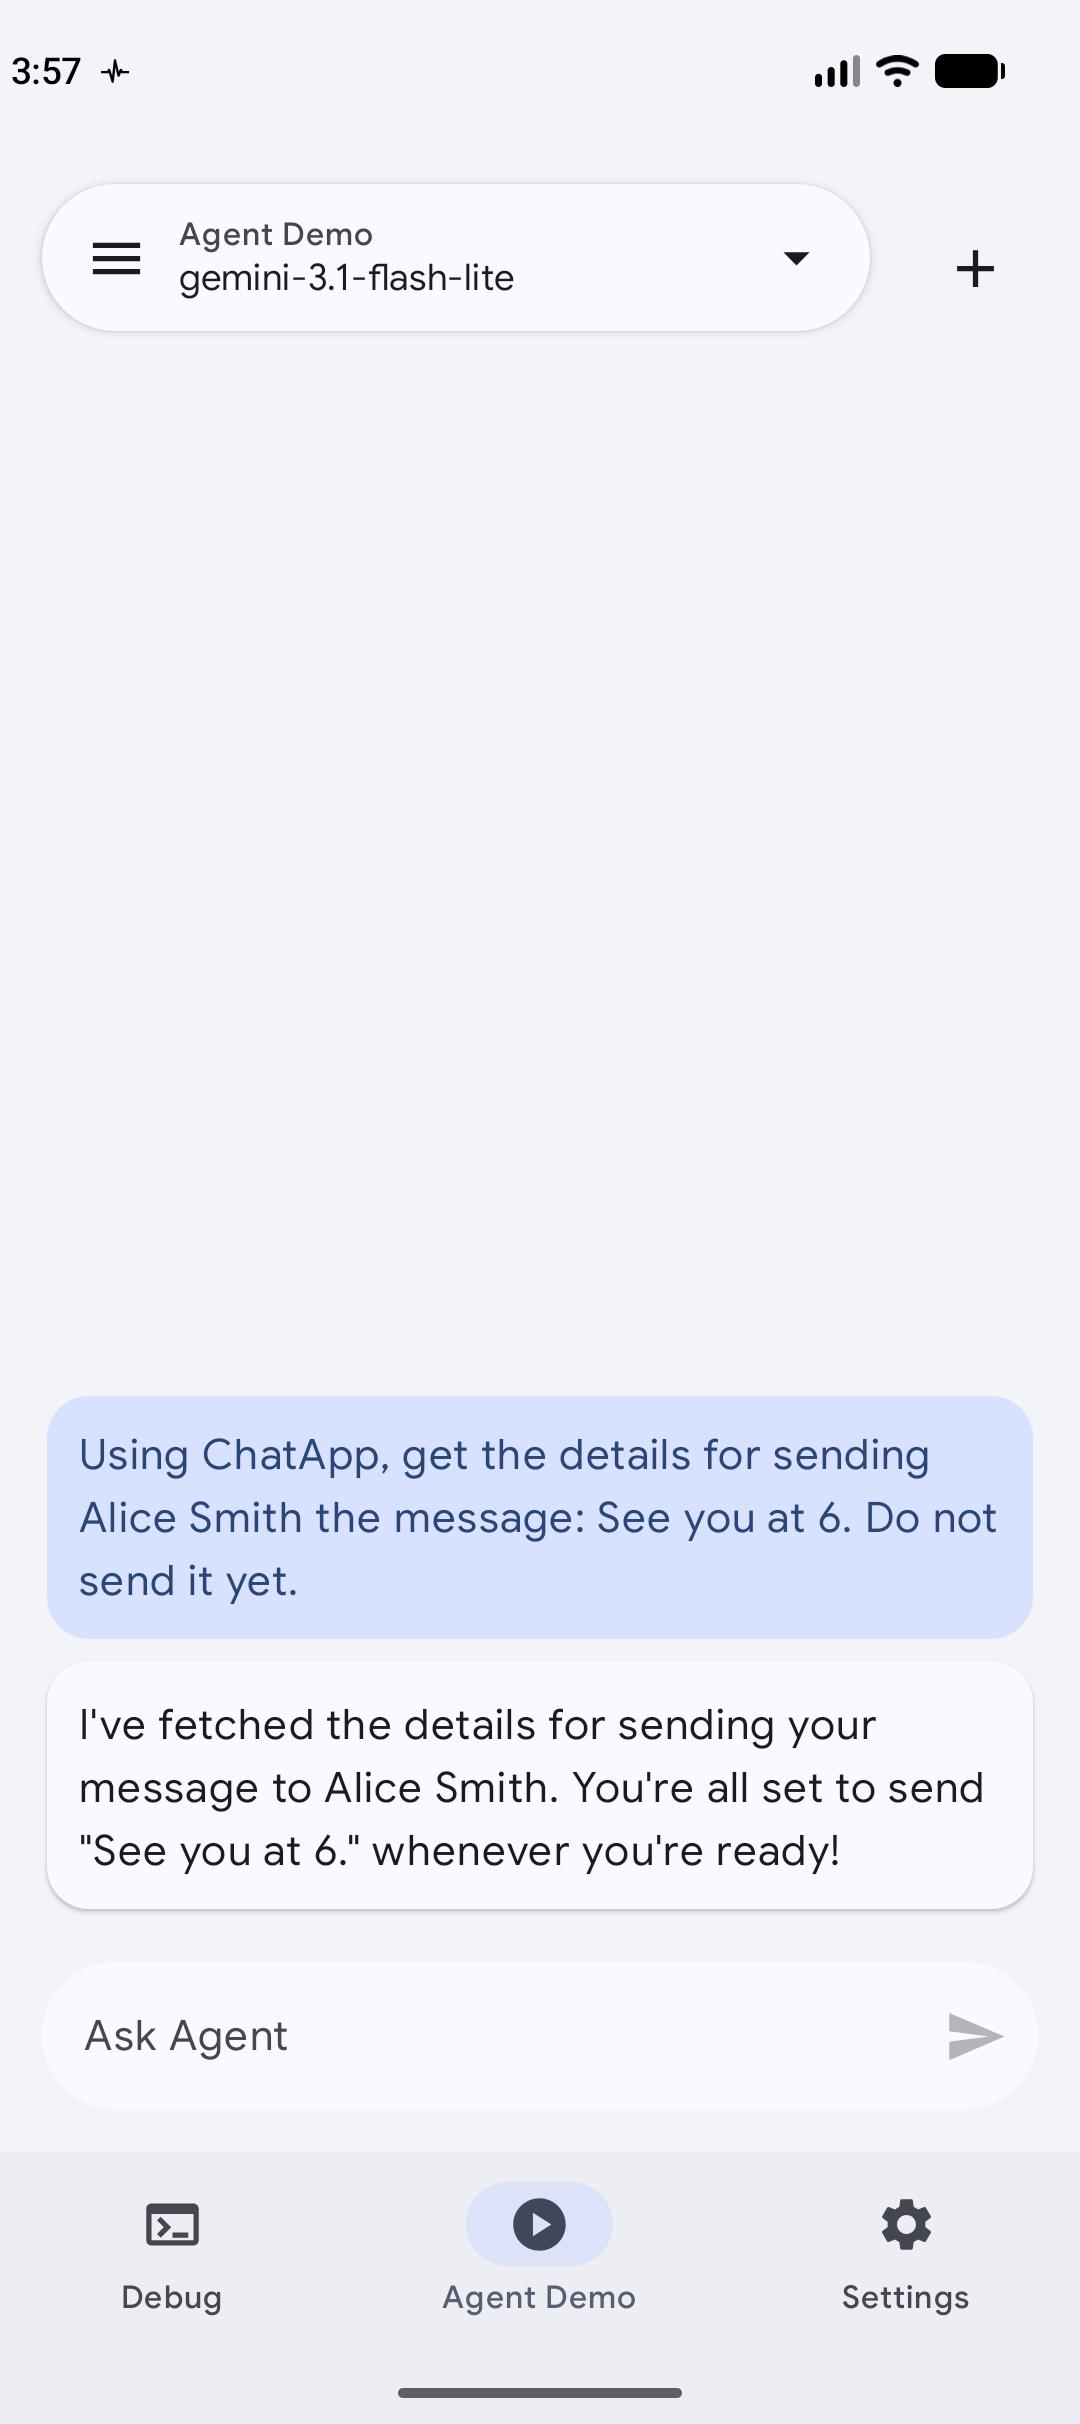 3:57
Agent Demo
gemini-3.1-flash-lite
Using ChatApp, get the details for sending
Alice Smith the message: See you at 6. Do not
send it yet.
I've fetched the details for sending your
message to Alice Smith. You're all set to send
"See you at 6." whenever you're ready!
Ask Agent
Debug
Agent Demo
Settings